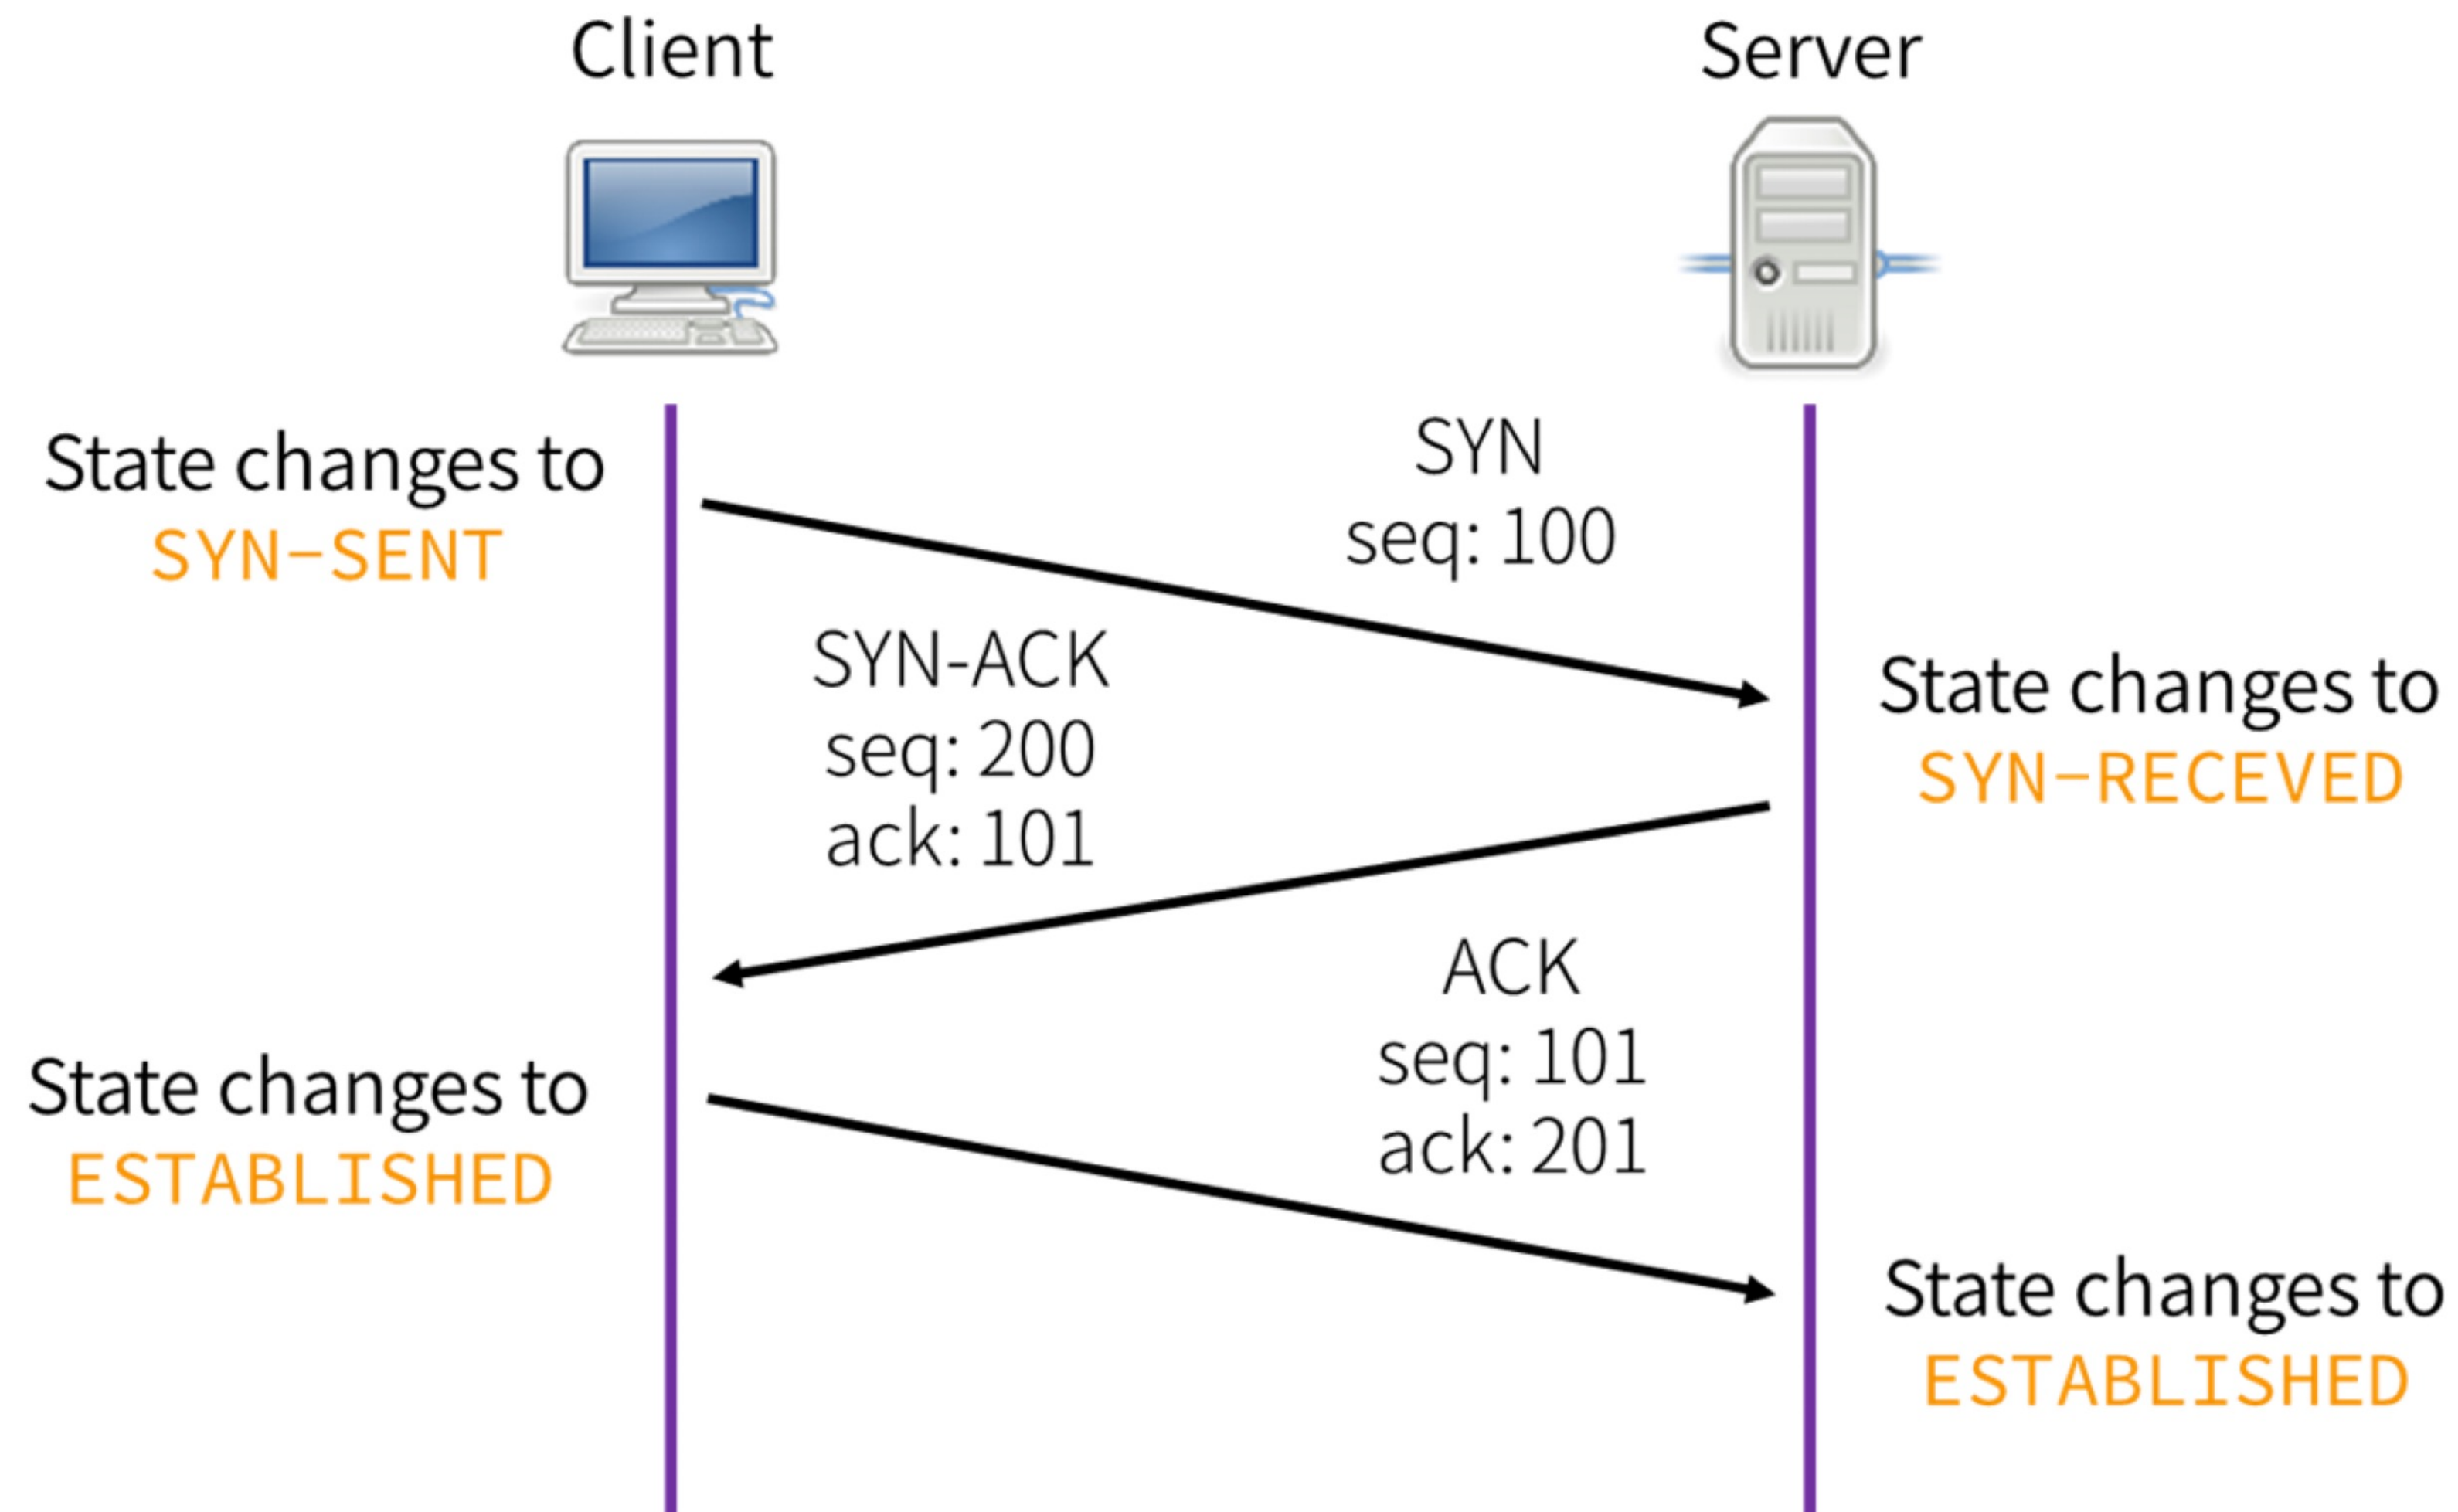 Client
Server
State changes to
SYN-SENT
SYN
seq: 100
SYN-ACK
seq: 200
ack: 101
State changes to
SYN-RECEVED
ACK
seq: 101
ack: 201
State changes to
ESTABLISHED
State changes to
ESTABLISHED